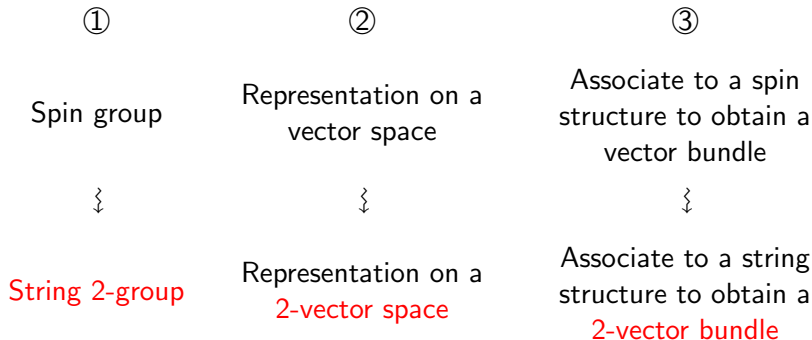 ① ② ③
Spin group
Representation on a
vector space
Associate to a spin
structure to obtain a
vector bundle
String 2-group
Representation on a
2-vector space
Associate to a string
structure to obtain a
2-vector bundle